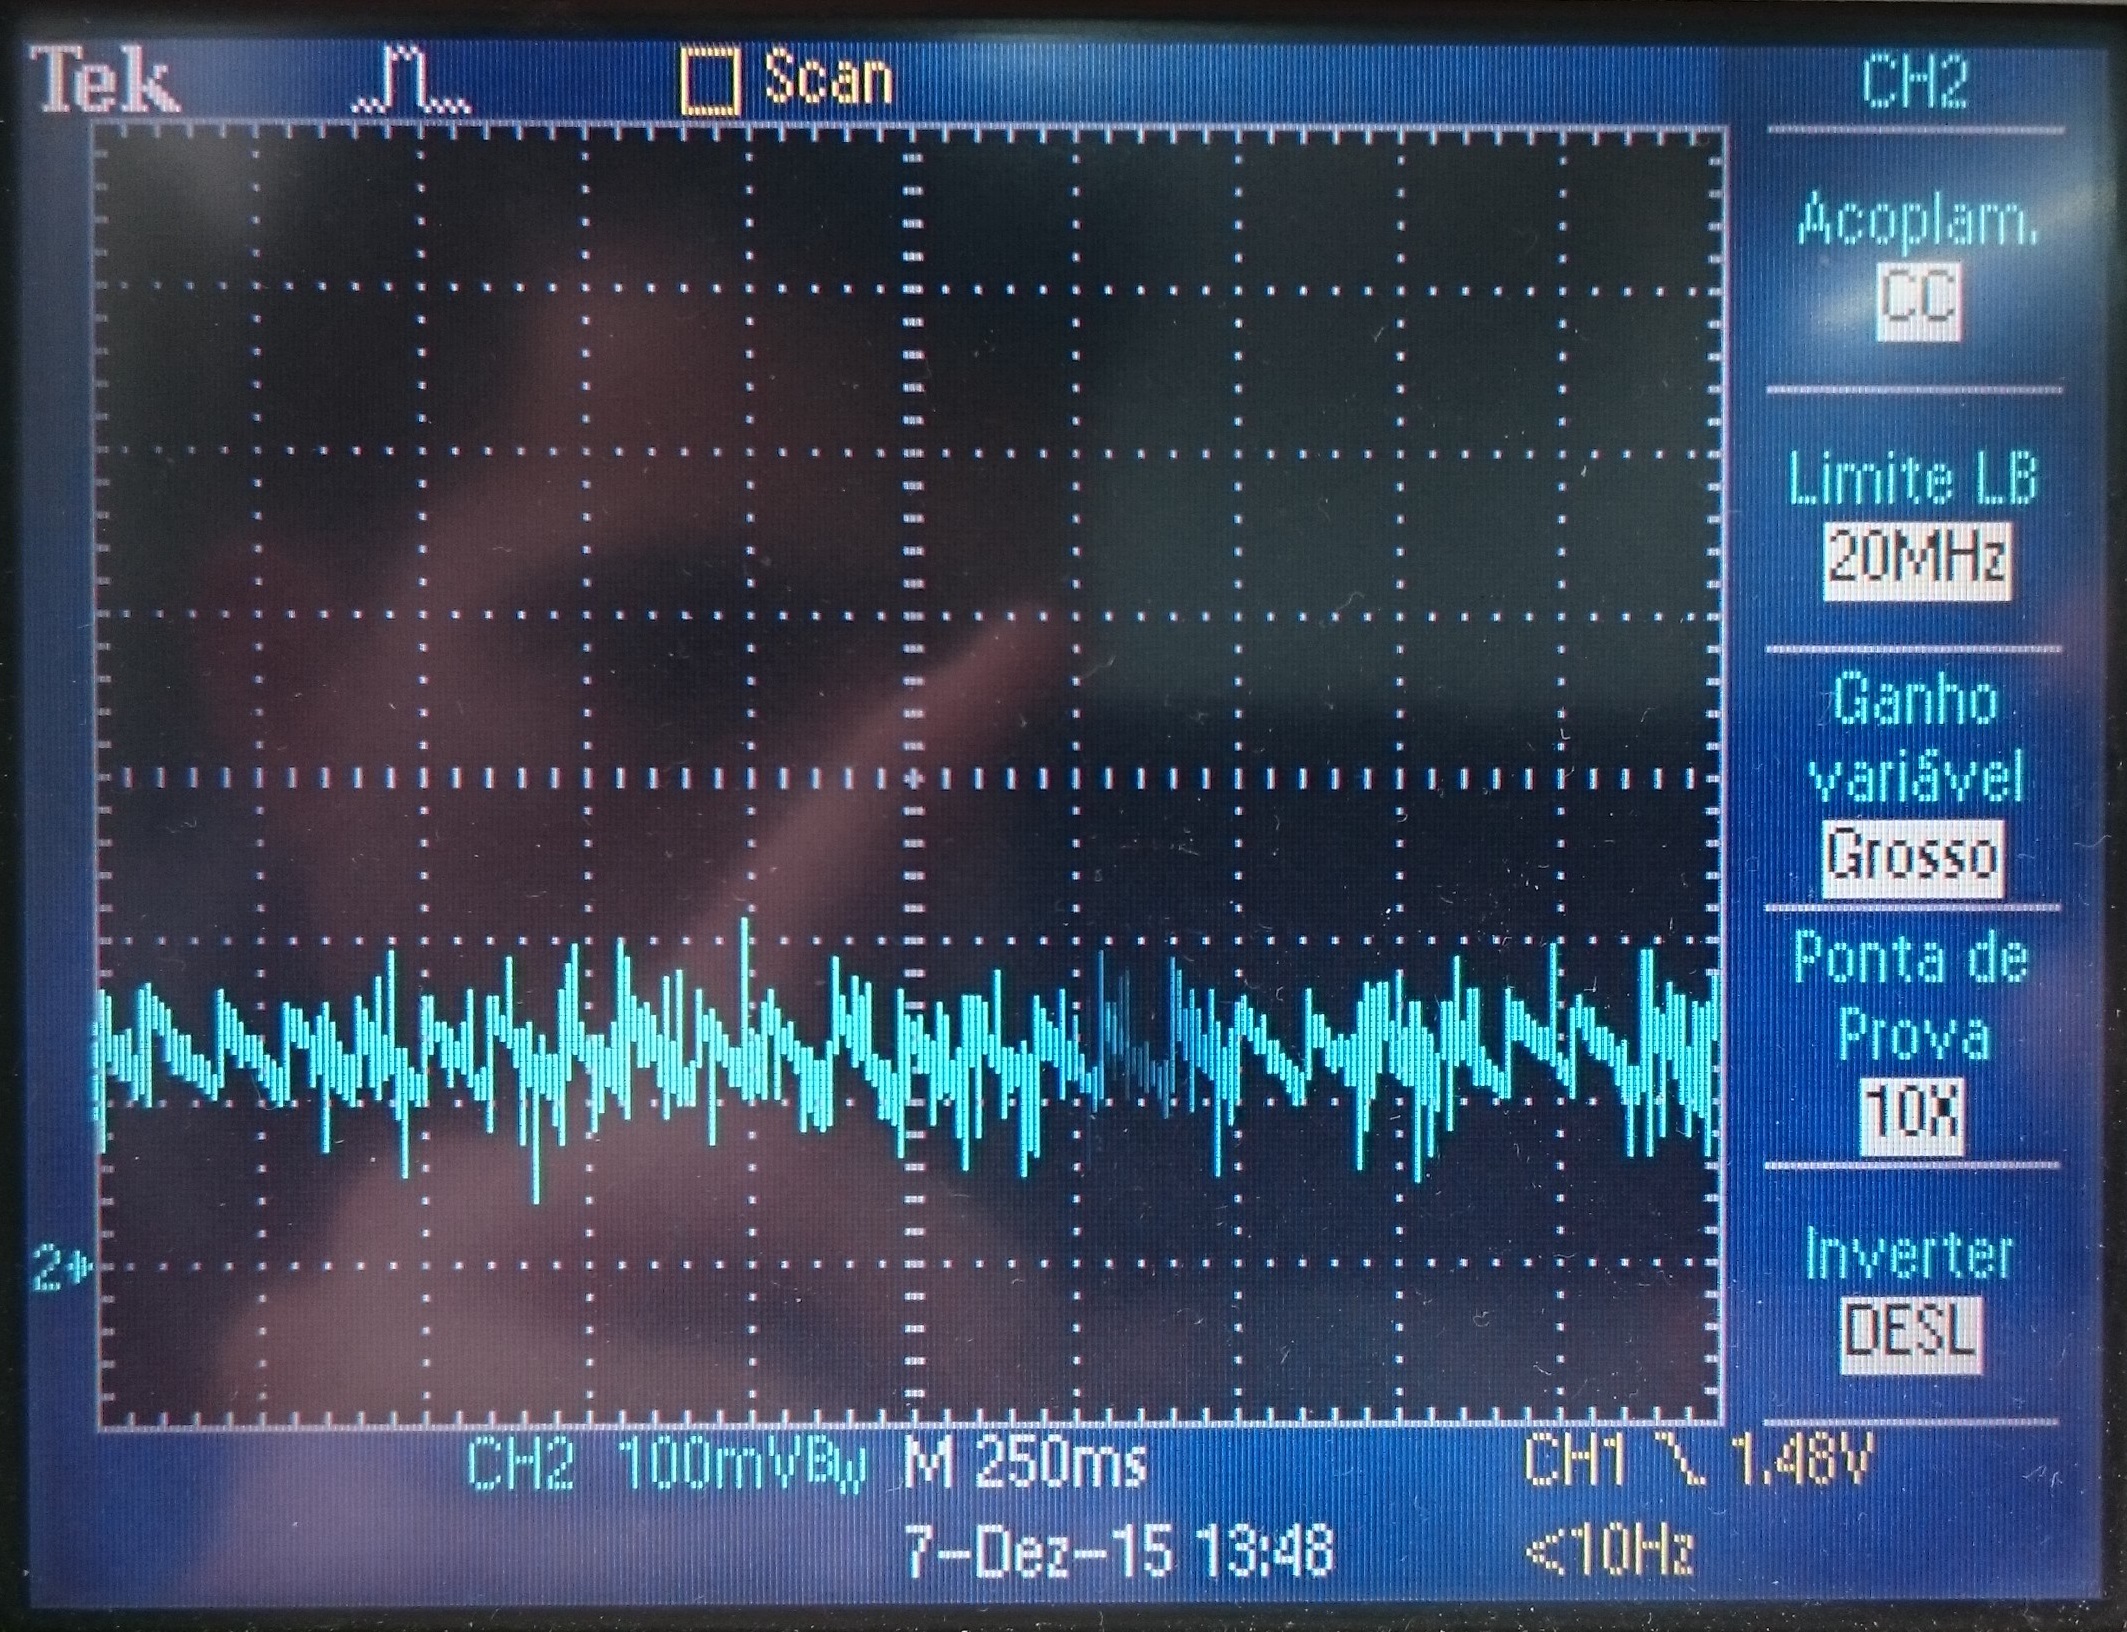 Tek Scan CH2
Acoplam.
CC
Limite LB
20MHz
Ganho
variável
Grosso
Ponta de
Prova
10X
Inverter
DESL
2
CH2 100mVBW M 250ms CH1 1.48V
7-Dez-15 13:48 <10Hz